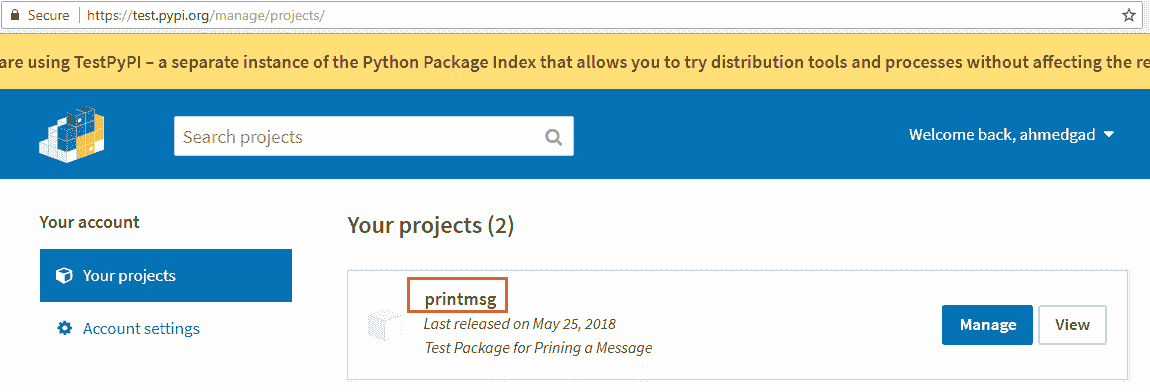 Secure https://test.pypi.org/manage/projects/
are using TestPyPI – a separate instance of the Python Package Index that allows you to try distribution tools and processes without affecting the re
Search projects
Welcome back, ahmedgad
Your account
Your projects
Account settings
Your projects (2)
printmsg
Last released on May 25, 2018
Test Package for Prining a Message
Manage
View